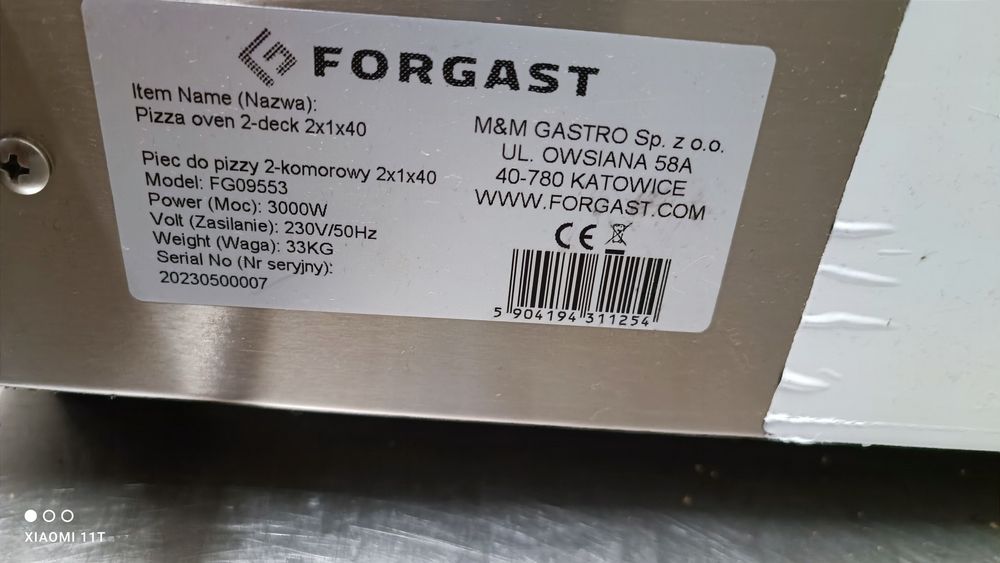 FORGAST
Item Name (Nazwa):
Pizza oven 2-deck 2x1x40
Piec do pizzy 2-komorowy 2x1x40
Model: FG09553
Power (Moc): 3000W
Volt (Zasilanie): 230V/50Hz
Weight (Waga): 33KG
Serial No (Nr seryjny):
20230500007
M&M GASTRO Sp. z o.o.
UL. OWSIANA 58A
40-780 KATOWICE
WWW.FORGAST.COM
CE
5 904194 311254
XIAOMI 11T